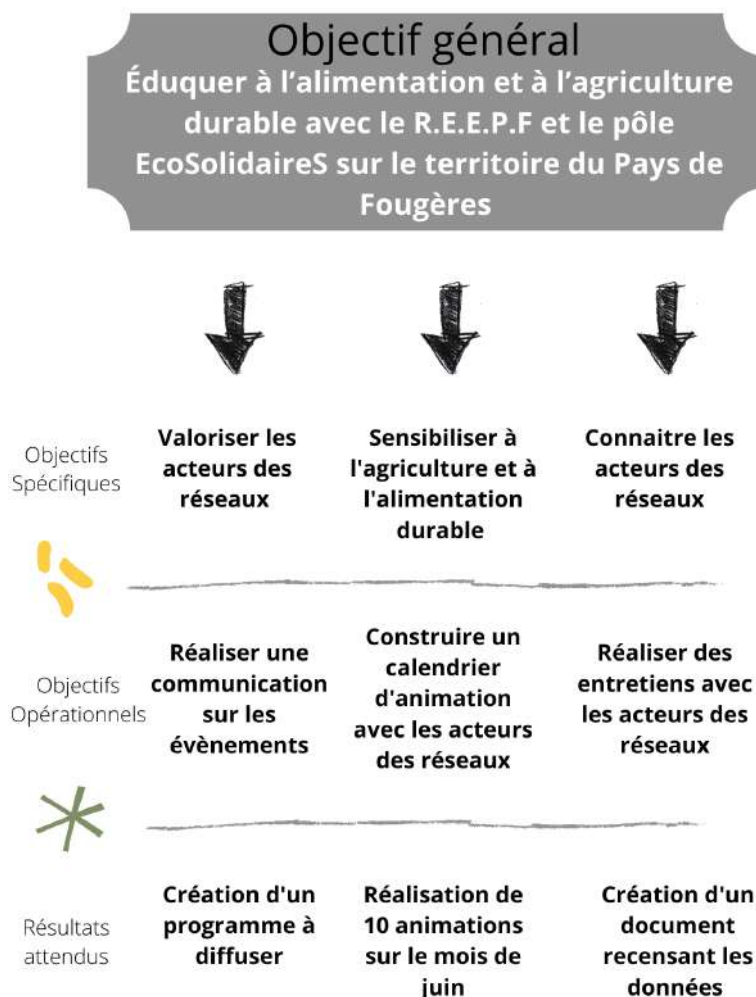 Objectif général
Éduquer à l'alimentation et à l'agriculture
durable avec le R.E.E.P.F et le pôle
EcoSolidaireS sur le territoire du Pays de
Fougères
Objectifs
Spécifiques
Valoriser les
acteurs des
réseaux
Sensibiliser à
l'agriculture et à
l'alimentation
durable
Connaitre les
acteurs des
réseaux
Objectifs
Opérationnels
Réaliser une
communication
sur les
évènements
Construire un
calendrier
d'animation
avec les acteurs
des réseaux
Réaliser des
entretiens avec
les acteurs des
réseaux
Résultats
attendus
Création d'un
programme à
diffuser
Réalisation de
10 animations
sur le mois de
juin
Création d'un
document
recensant les
données